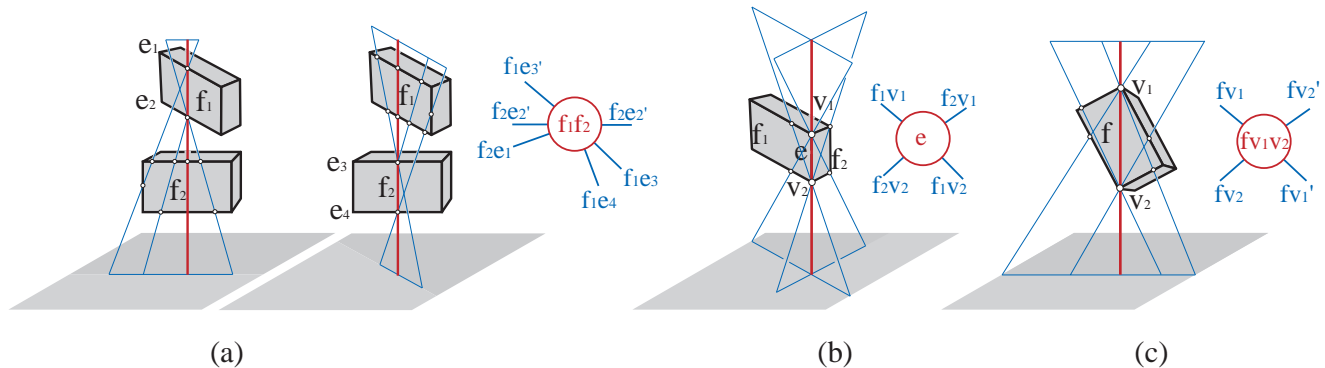 e₁
e₂
f₁
f₂
f₁
e₃
f₂
e₄
f₁e₃'
f₂e₂'
f₂e₁
f₁f₂
f₂e₂'
f₁e₃
f₁e₄
(a)
v₁
f₁
e
f₂
v₂
f₁v₁
f₂v₁
e
f₂v₂
f₁v₂
(b)
v₁
f
v₂
fv₁
fv₂'
fv₁v₂
fv₂
fv₁'
(c)